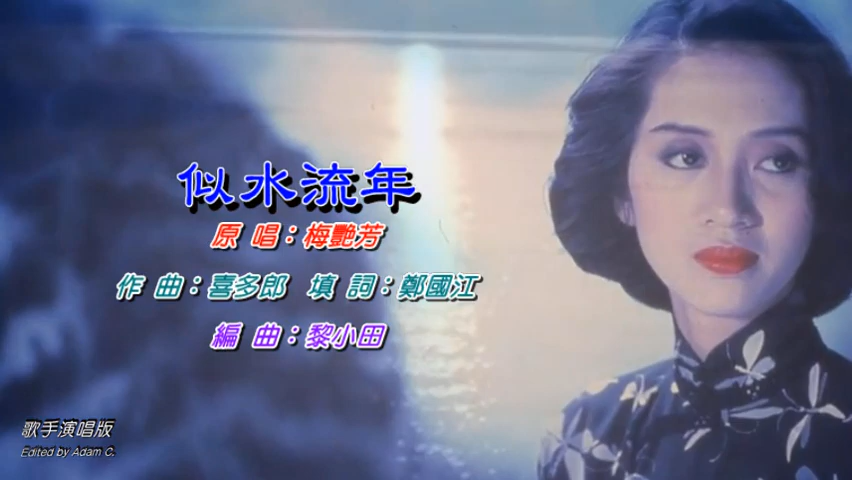 似水流年
原 唱：梅艷芳
作 曲：喜多郎 填 詞：鄭國江
編 曲：黎小田
歌手演唱版
Edited by Adam C.